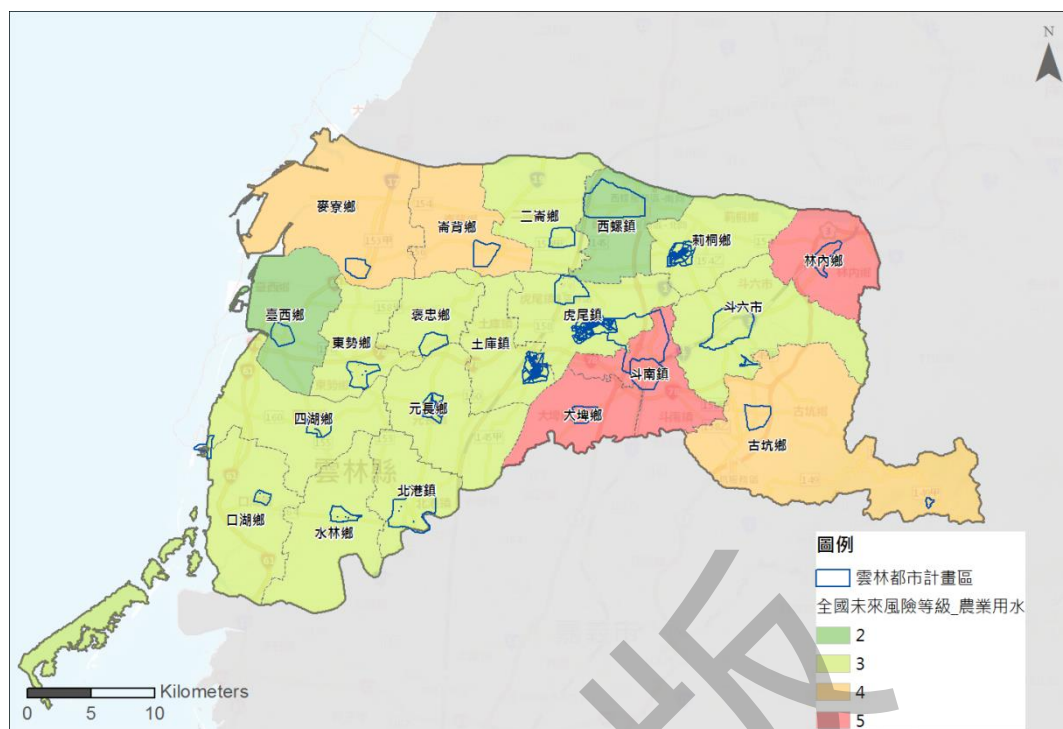 N
麥寮鄉
崙背鄉
二崙鄉
西螺鎮
莿桐鄉
林內鄉
臺西鄉
東勢鄉
褒忠鄉
土庫鎮
虎尾鎮
斗六市
斗南鎮
大埤鄉
古坑鄉
四湖鄉
元長鄉
雲林縣
口湖鄉
水林鄉
北港鎮
圖例
雲林都市計畫區
全國未來風險等級_農業用水
2
3
4
5
Kilometers
0 5 10
版